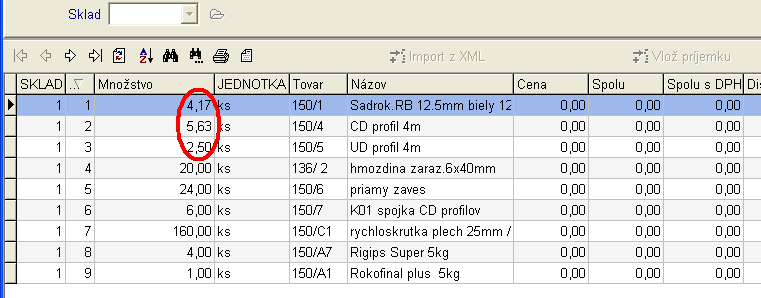 Sklad
Import z XML Vlož príjemku
SKLAD .. Množstvo JEDNOTKA Tovar Názov Cena Spolu Spolu s DPH Dis
1 1 4,17 ks 150/1 Sadrok.RB 12.5mm biely 12 0,00 0,00 0,00
1 2 5,63 ks 150/4 CD profil 4m 0,00 0,00 0,00
1 3 2,50 ks 150/5 UD profil 4m 0,00 0,00 0,00
1 4 20,00 ks 136/ 2 hmozdina zaraz.6x40mm 0,00 0,00 0,00
1 5 24,00 ks 150/6 priamy zaves 0,00 0,00 0,00
1 6 6,00 ks 150/7 K01 spojka CD profilov 0,00 0,00 0,00
1 7 160,00 ks 150/C1 rychloskrutka plech 25mm / 0,00 0,00 0,00
1 8 4,00 ks 150/A7 Rigips Super 5kg 0,00 0,00 0,00
1 9 1,00 ks 150/A1 Rokofinal plus 5kg 0,00 0,00 0,00